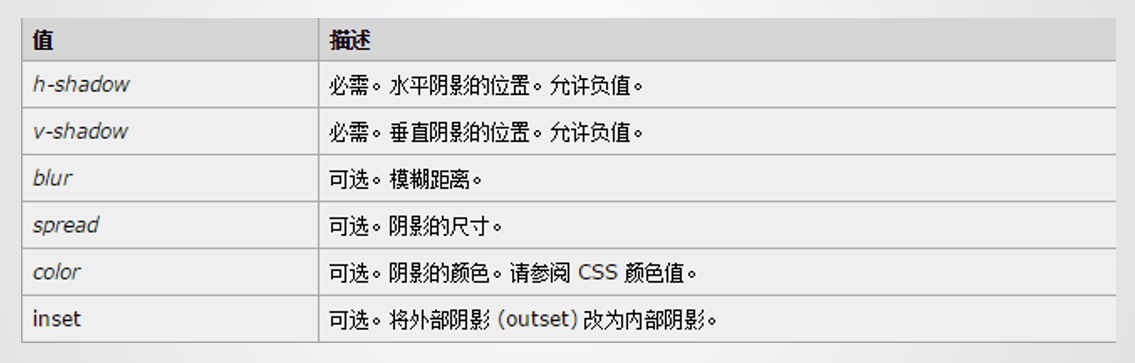 值 描述
h-shadow 必需。水平阴影的位置。允许负值。
v-shadow 必需。垂直阴影的位置。允许负值。
blur 可选。模糊距离。
spread 可选。阴影的尺寸。
color 可选。阴影的颜色。请参阅 CSS 颜色值。
inset 可选。将外部阴影 (outset) 改为内部阴影。